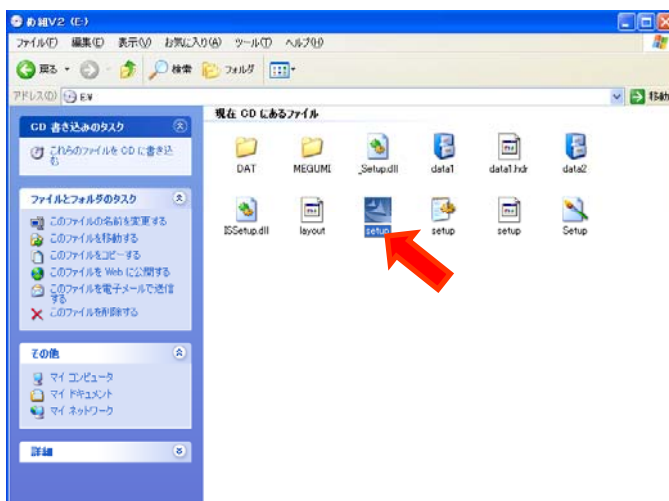 め組V2 (E:)
ファイル(F) 編集(E) 表示(V) お気に入り(A) ツール(T) ヘルプ(H)
戻る 検索 フォルダ
アドレス(D) E:¥ 移動
現在 CD にあるファイル
CD 書き込みのタスク
これらのファイルを CD に書き込
む
ファイルとフォルダのタスク
このファイルの名前を変更する
このファイルを移動する
このファイルをコピーする
このファイルを Web に公開する
このファイルを電子メールで送信
する
このファイルを削除する
その他
マイ コンピュータ
マイ ドキュメント
マイ ネットワーク
詳細
DAT MEGUMI _Setup.dll data1 data1.hdr data2
ISSetup.dll layout setup setup setup Setup